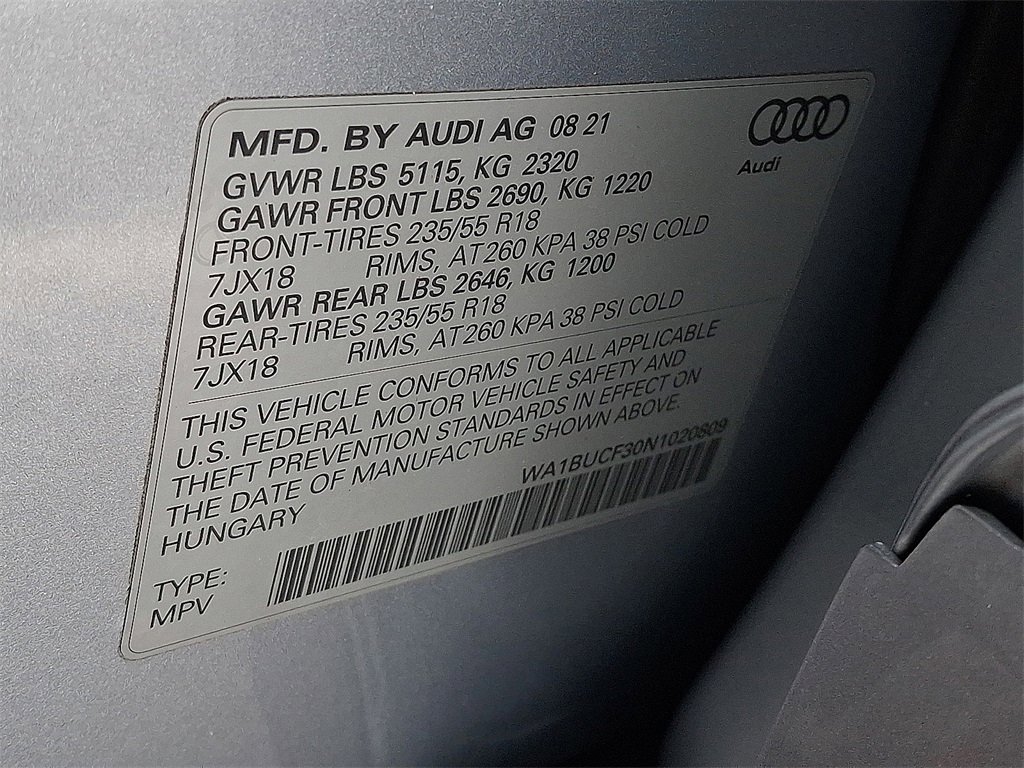 MFD. BY AUDI AG 08 21
Audi
GVWR LBS 5115, KG 2320
GAWR FRONT LBS 2690, KG 1220
FRONT-TIRES 235/55 R18
7JX18 RIMS, AT260 KPA 38 PSI COLD
GAWR REAR LBS 2646, KG 1200
REAR-TIRES 235/55 R18
7JX18 RIMS, AT260 KPA 38 PSI COLD
THIS VEHICLE CONFORMS TO ALL APPLICABLE
U.S. FEDERAL MOTOR VEHICLE SAFETY AND
THEFT PREVENTION STANDARDS IN EFFECT ON
THE DATE OF MANUFACTURE SHOWN ABOVE.
HUNGARY
WA1BUCF30N1020809
TYPE:
MPV